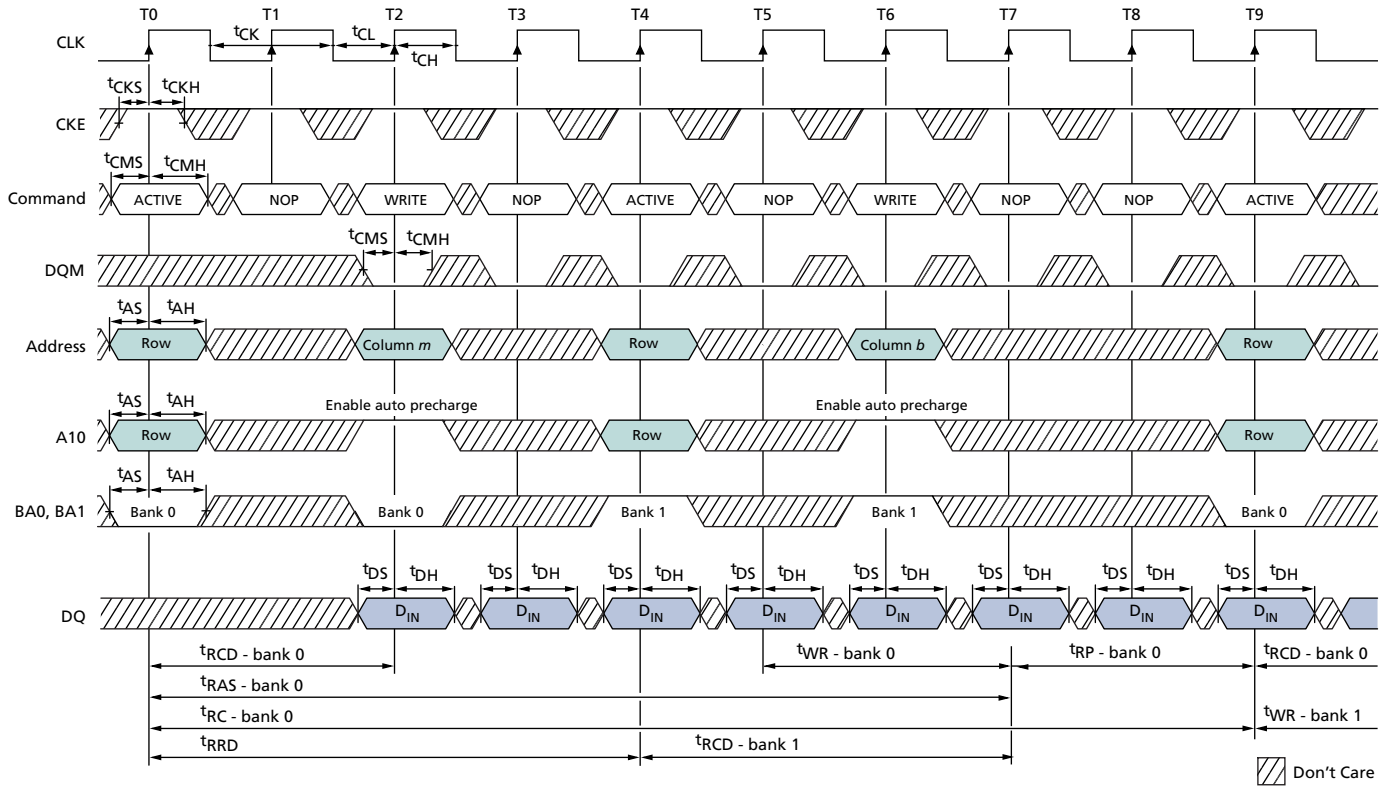 T0 T1 T2 T3 T4 T5 T6 T7 T8 T9
CLK
tCK tCL
tCH
tCKS tCKH
CKE
tCMS tCMH
Command ACTIVE NOP WRITE NOP ACTIVE NOP WRITE NOP NOP ACTIVE
tCMS tCMH
DQM
tAS tAH
Address Row Column m Row Column b Row
tAS tAH Enable auto precharge Enable auto precharge
A10 Row Row Row
tAS tAH
BA0, BA1 Bank 0 Bank 0 Bank 1 Bank 1 Bank 0
tDS tDH tDS tDH tDS tDH tDS tDH tDS tDH tDS tDH tDS tDH tDS tDH
DQ DIN DIN DIN DIN DIN DIN DIN DIN
tRCD - bank 0 tWR - bank 0 tRP - bank 0 tRCD - bank 0
tRAS - bank 0
tRC - bank 0 tWR - bank 1
tRRD tRCD - bank 1
Don't Care